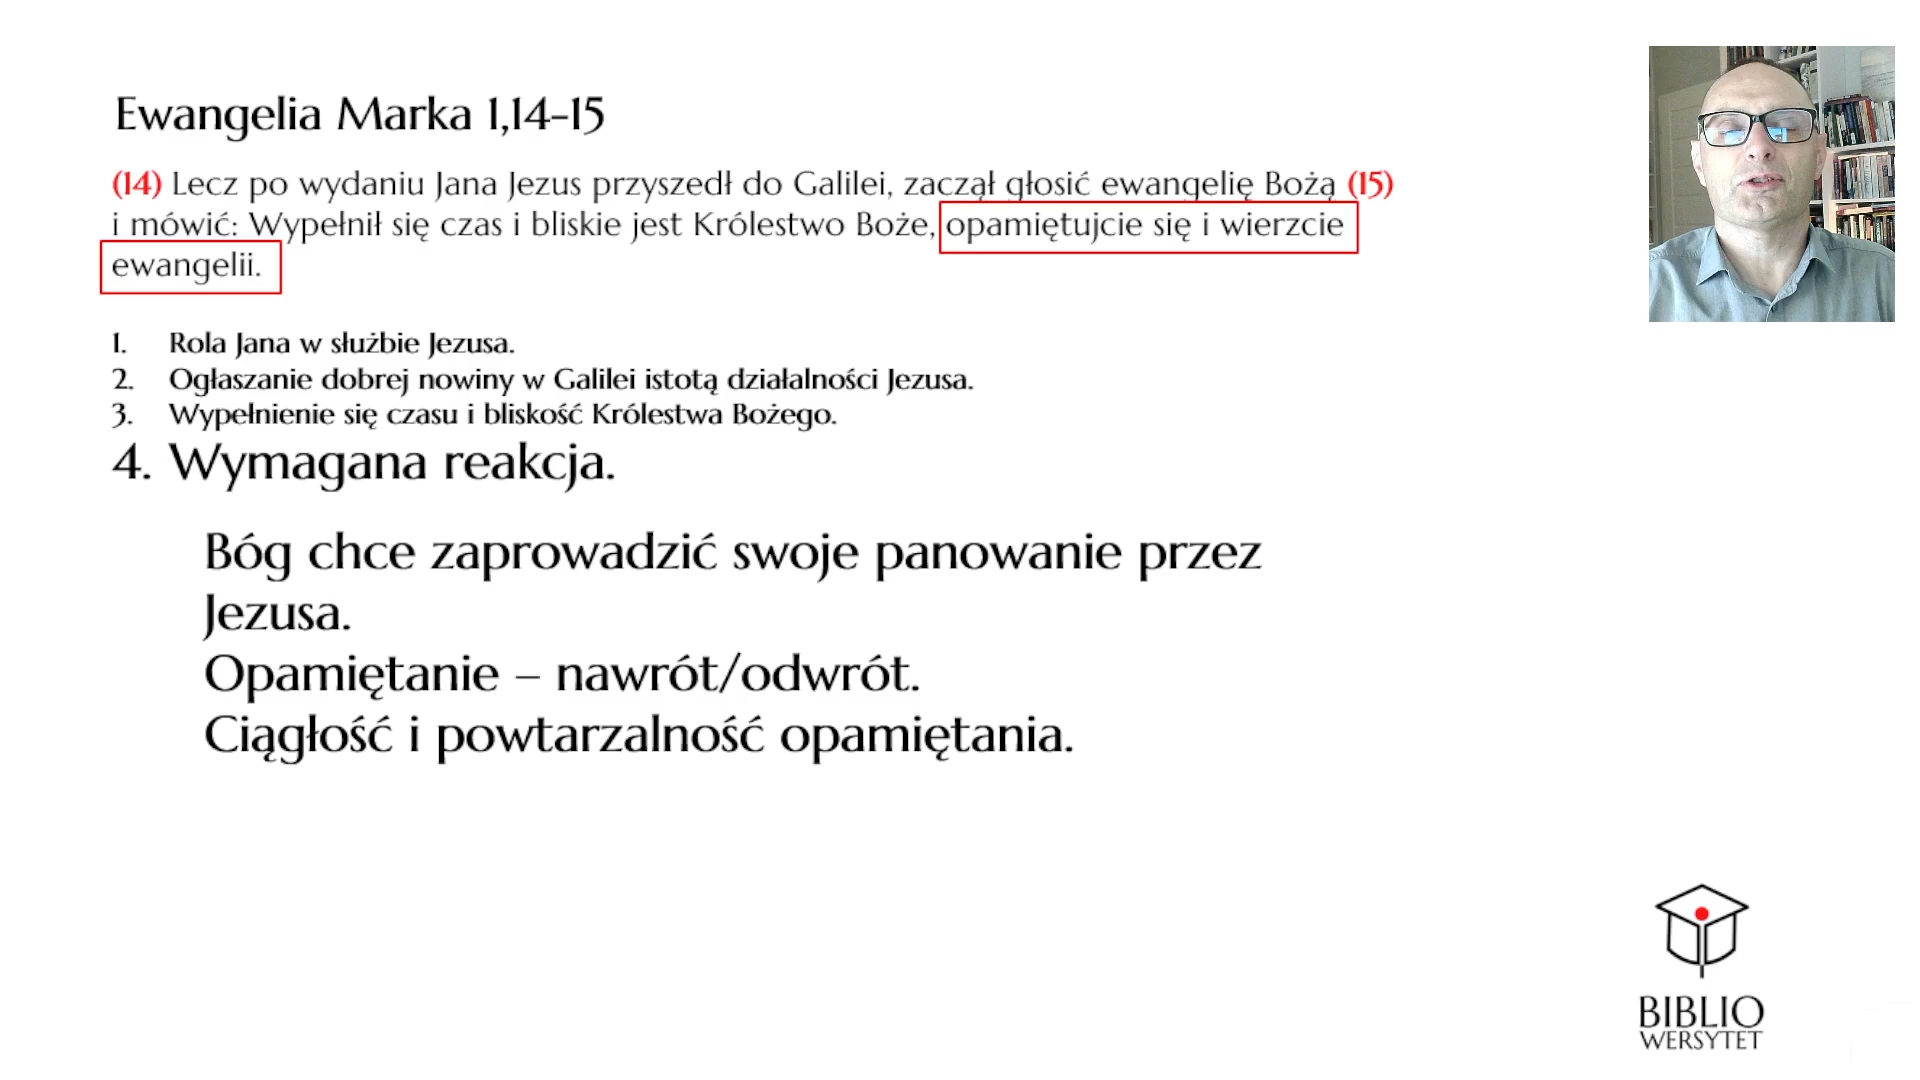 Ewangelia Marka 1,14-15
(14) Lecz po wydaniu Jana Jezus przyszedł do Galilei, zaczął głosić ewangelię Bożą (15)
i mówić: Wypełnił się czas i bliskie jest Królestwo Boże, opamiętujcie się i wierzcie
ewangelii.
1. Rola Jana w służbie Jezusa.
2. Ogłaszanie dobrej nowiny w Galilei istotą działalności Jezusa.
3. Wypełnienie się czasu i bliskość Królestwa Bożego.
4. Wymagana reakcja.
Bóg chce zaprowadzić swoje panowanie przez
Jezusa.
Opamiętanie – nawrót/odwrót.
Ciągłość i powtarzalność opamiętania.
BIBLIO
WERSYTET